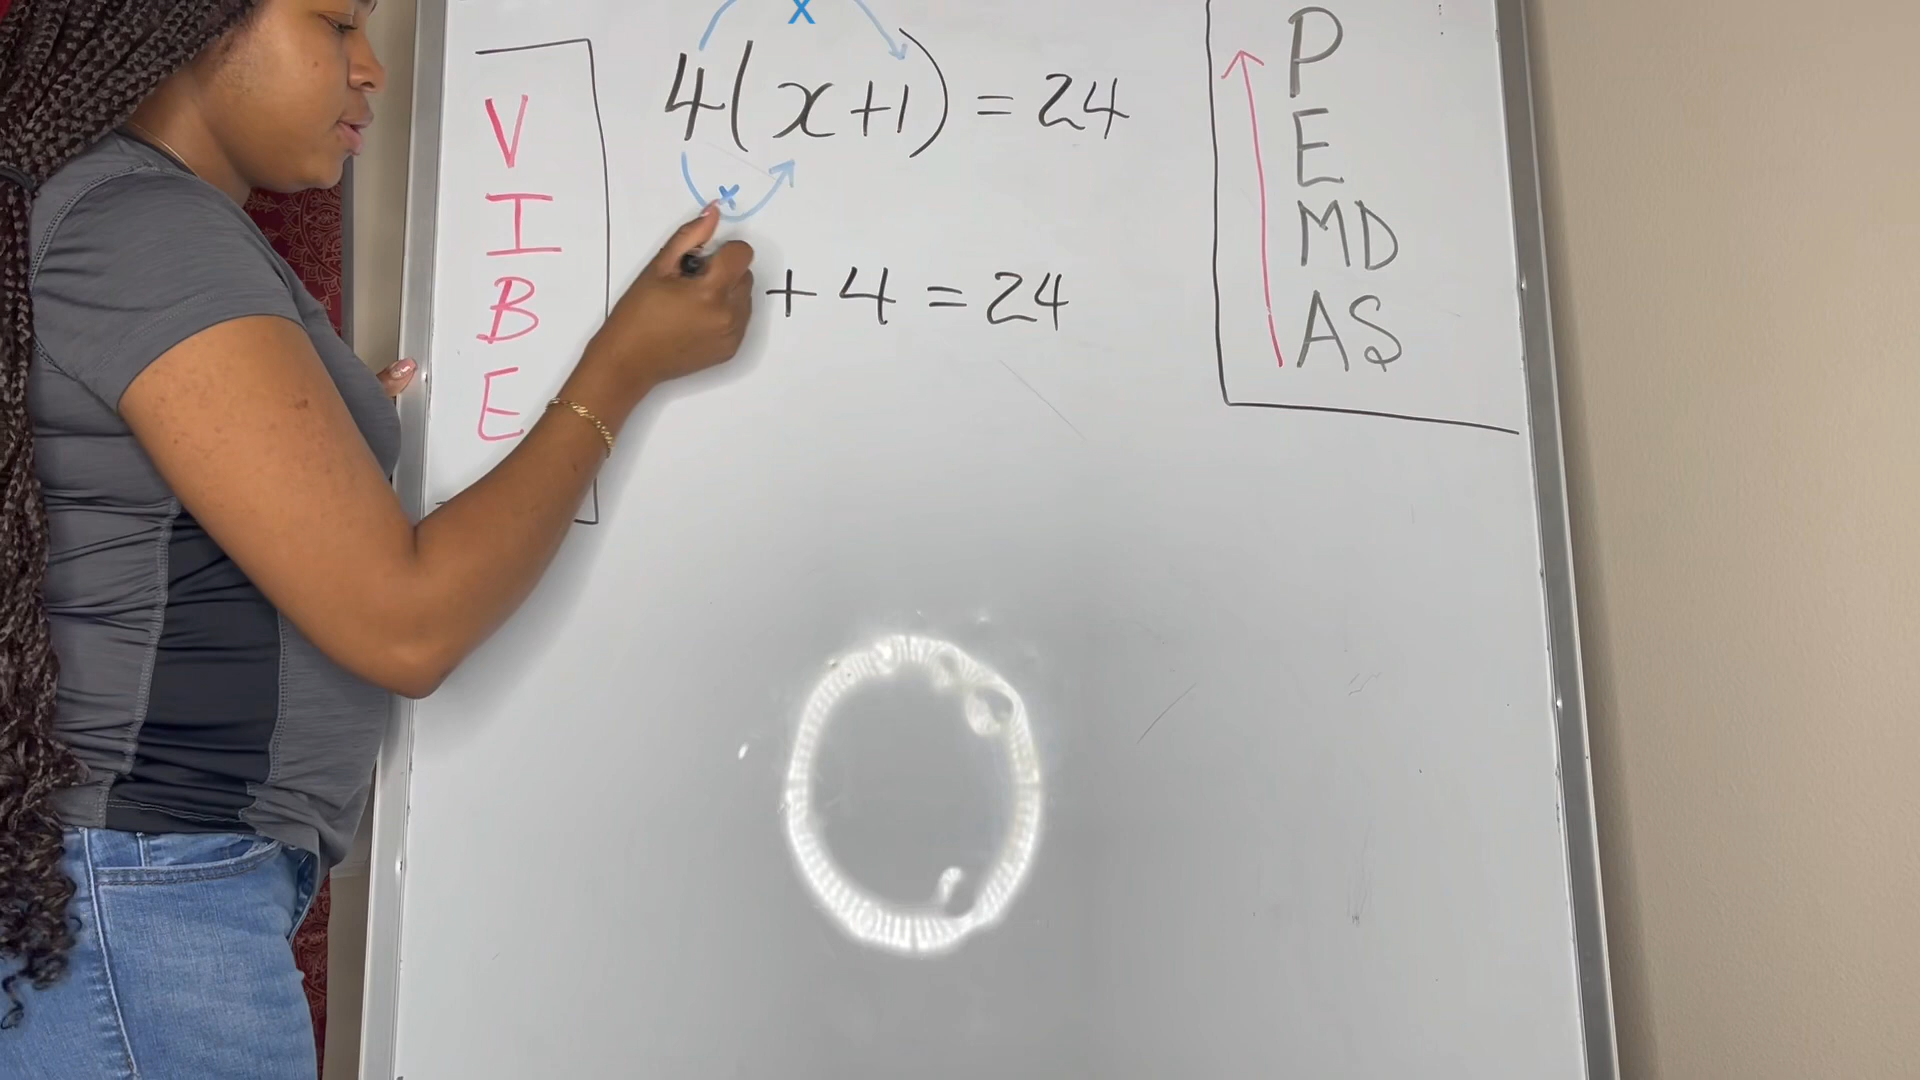 x
4(x+1) = 24
x
+ 4 = 24
V
I
B
E
P
E
MD
AS